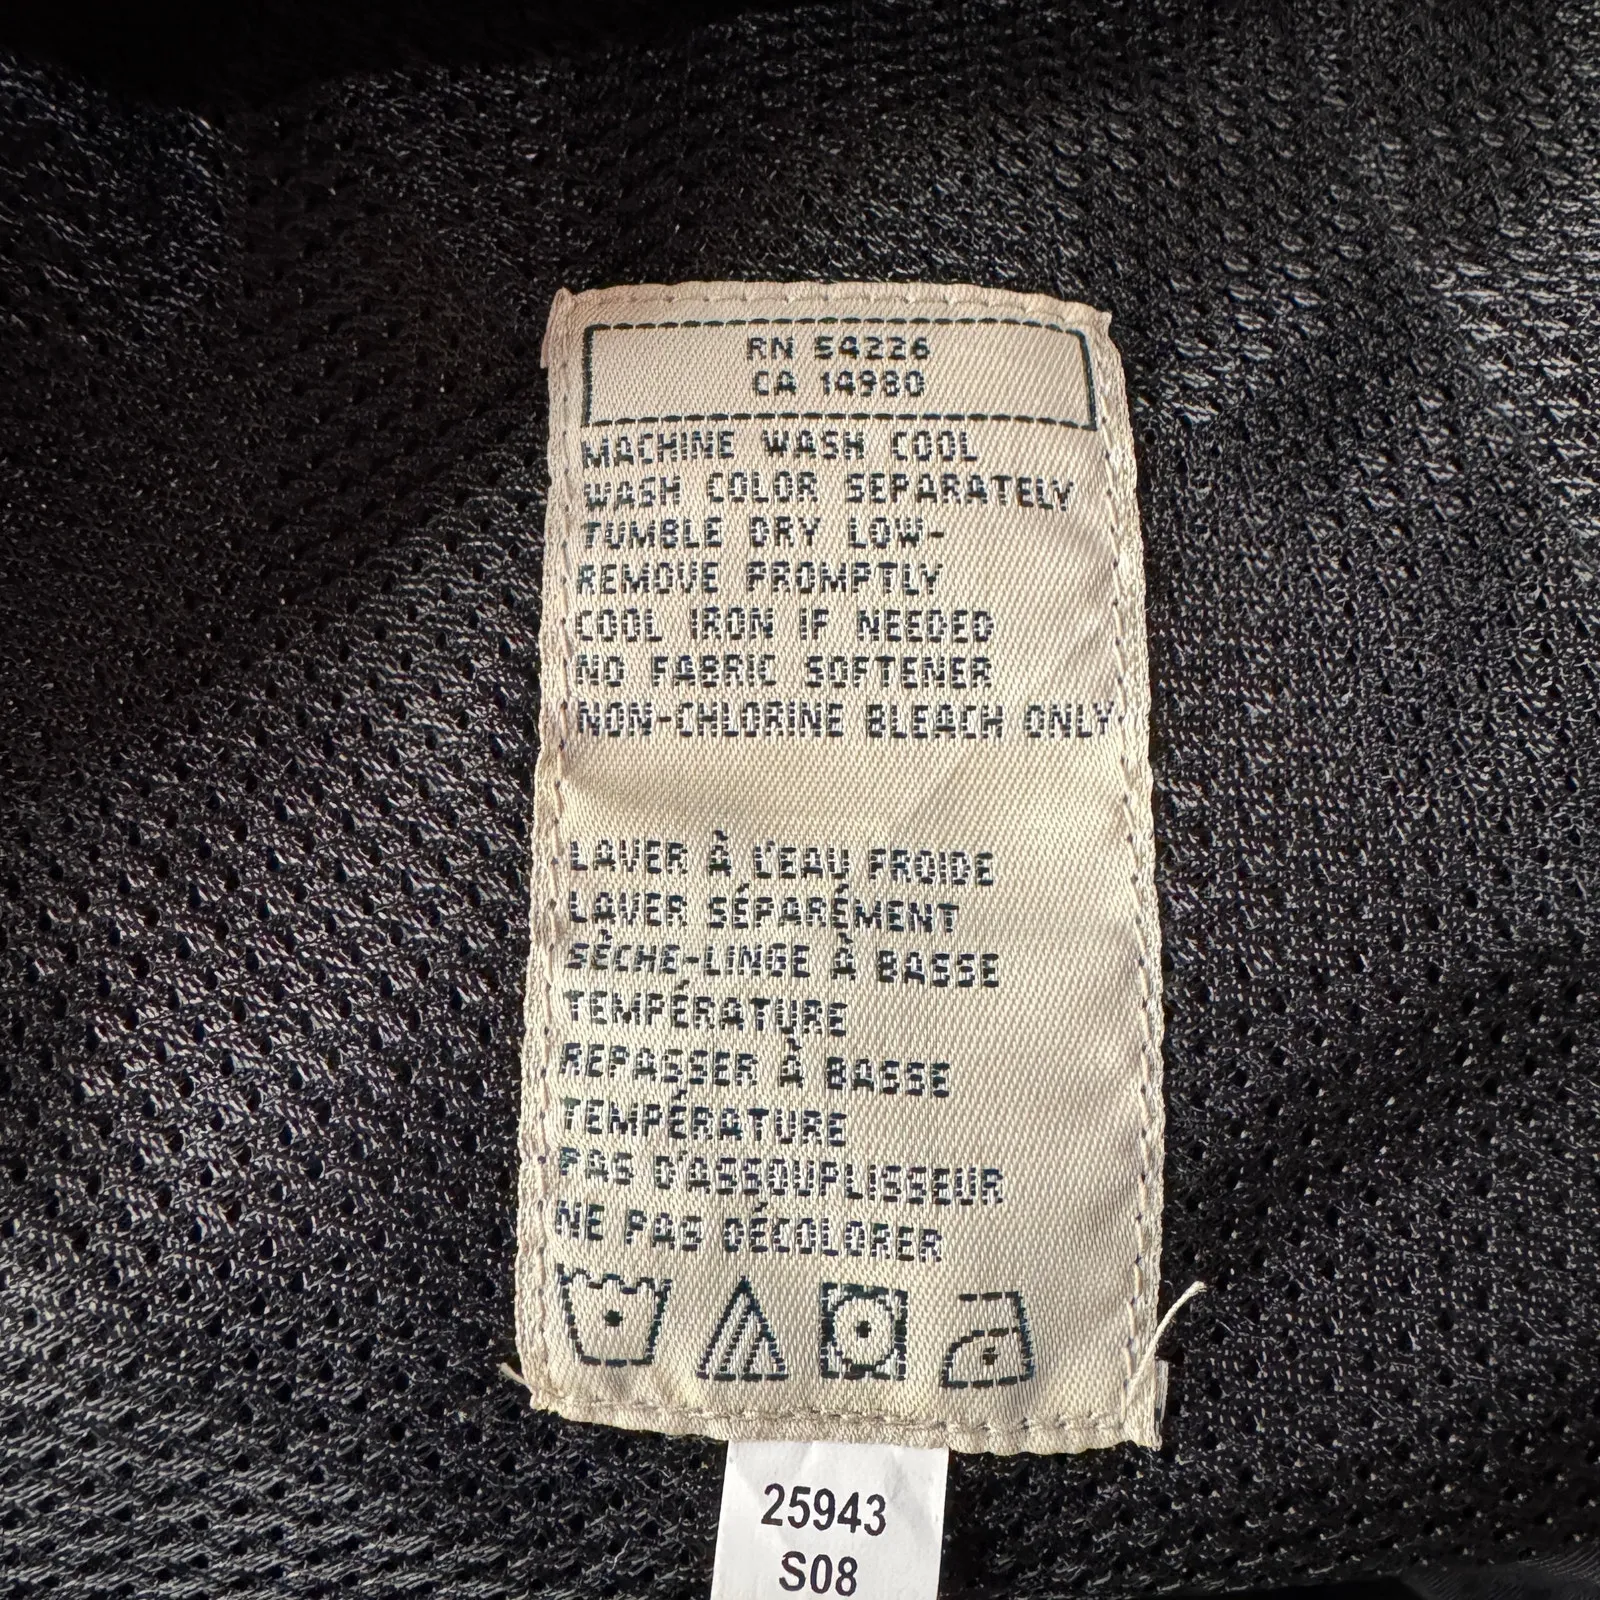 RN 54226
CA 14980
MACHINE WASH COOL
WASH COLOR SEPARATELY
TUMBLE DRY LOW-
REMOVE PROMPTLY
COOL IRON IF NEEDED
NO FABRIC SOFTENER
NON-CHLORINE BLEACH ONLY
LAVER À L'EAU FROIDE
LAVER SÉPARÉMENT
SÈCHE-LINGE À BASSE
TEMPÉRATURE
REPASSER À BASSE
TEMPÉRATURE
PAS D'ASSOUPLISSEUR
NE PAS DÉCOLORER
25943
S08